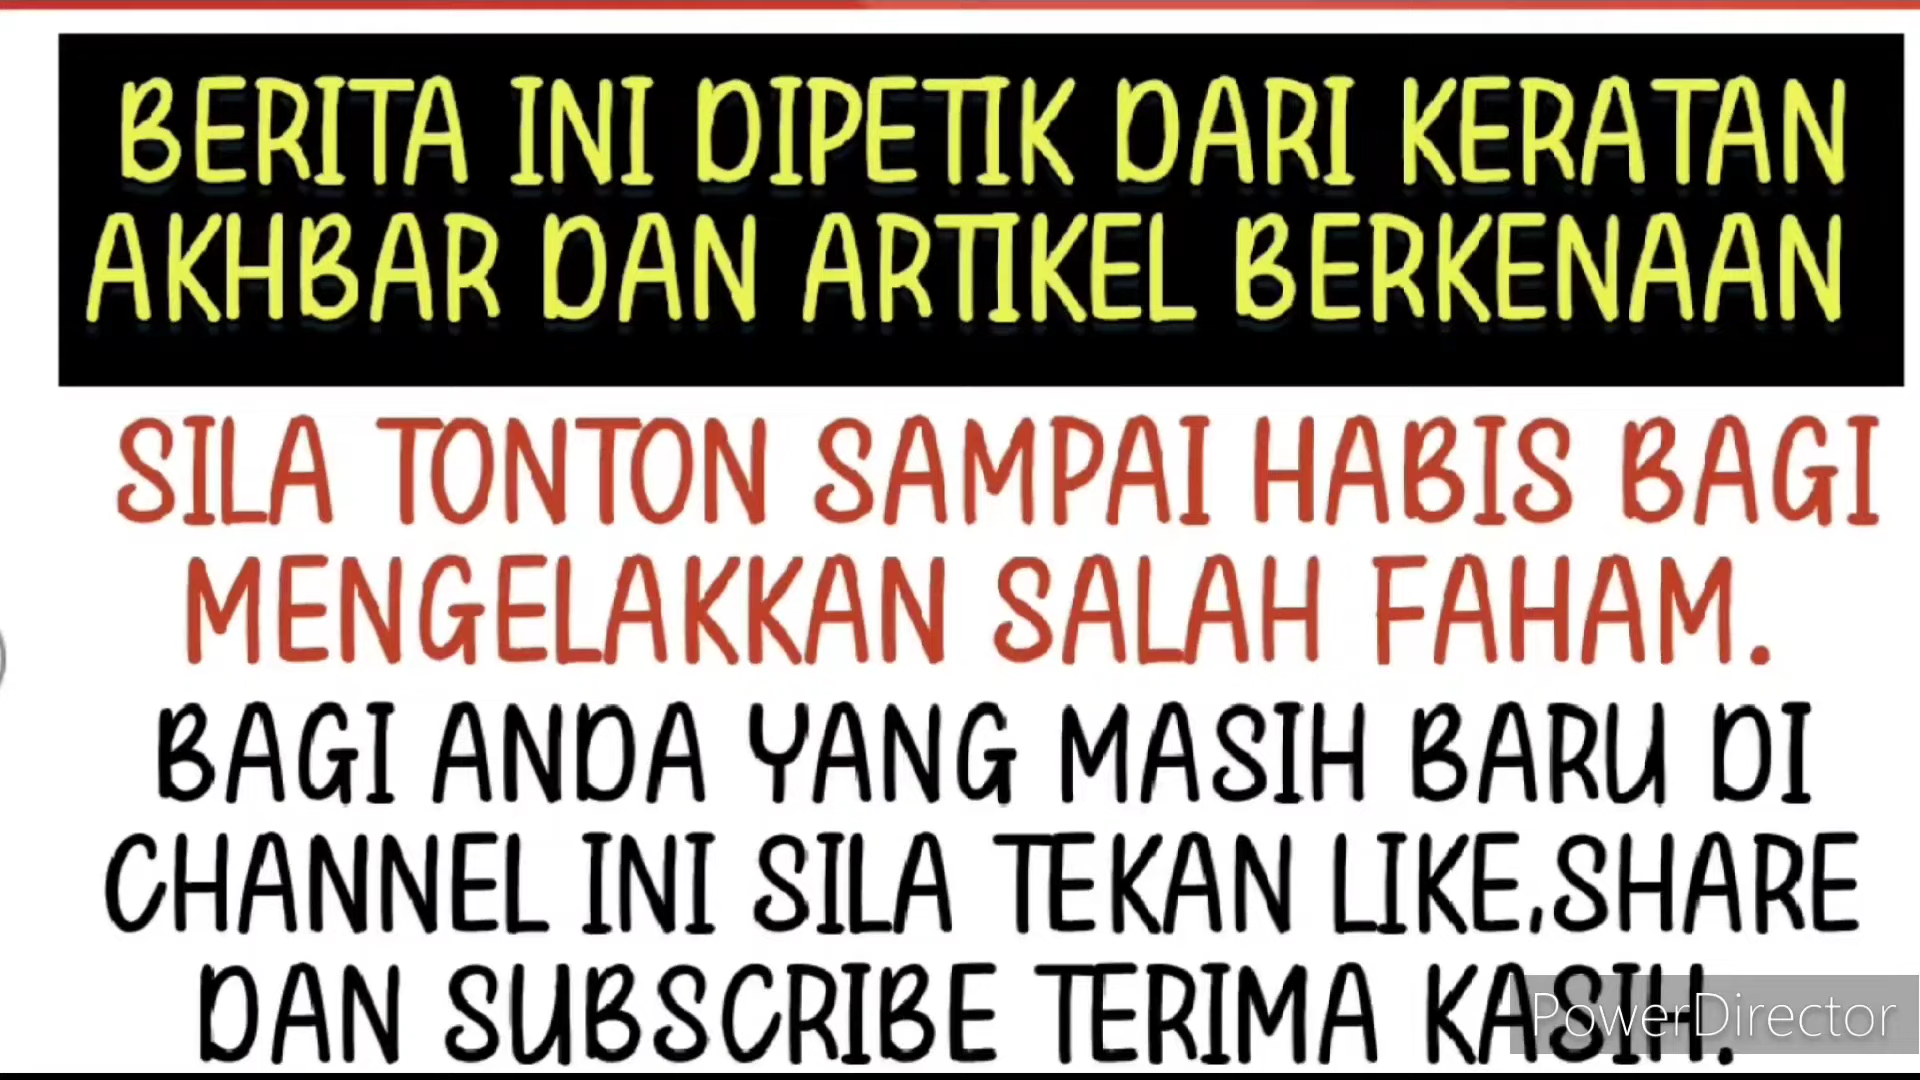 BERITA INI DIPETIK DARI KERATAN
AKHBAR DAN ARTIKEL BERKENAAN
SILA TONTON SAMPAI HABIS BAGI
MENGELAKKAN SALAH FAHAM.
BAGI ANDA YANG MASIH BARU DI
CHANNEL INI SILA TEKAN LIKE,SHARE
DAN SUBSCRIBE TERIMA KASIH.
PowerDirector